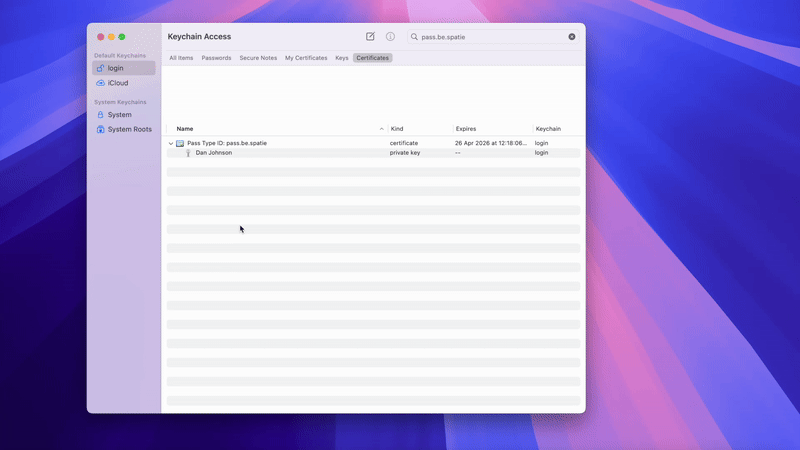 Keychain Access
pass.be.spatie
Default Keychains
login
iCloud
System Keychains
System
System Roots
All Items Passwords Secure Notes My Certificates Keys Certificates
Name Kind Expires Keychain
Pass Type ID: pass.be.spatie certificate 26 Apr 2026 at 12:18:06... login
Dan Johnson private key -- login